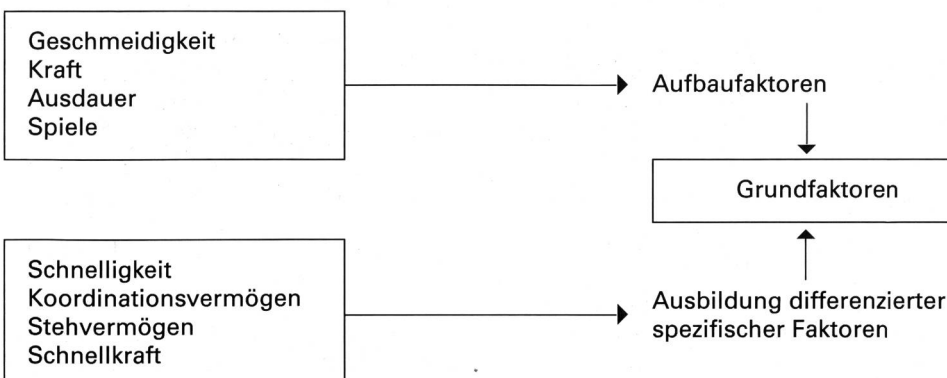 Geschmeidigkeit
Kraft
Ausdauer
Spiele
Aufbaufaktoren
Grundfaktoren
Schnelligkeit
Koordinationsvermögen
Stehvermögen
Schnellkraft
Ausbildung differenzierter
spezifischer Faktoren